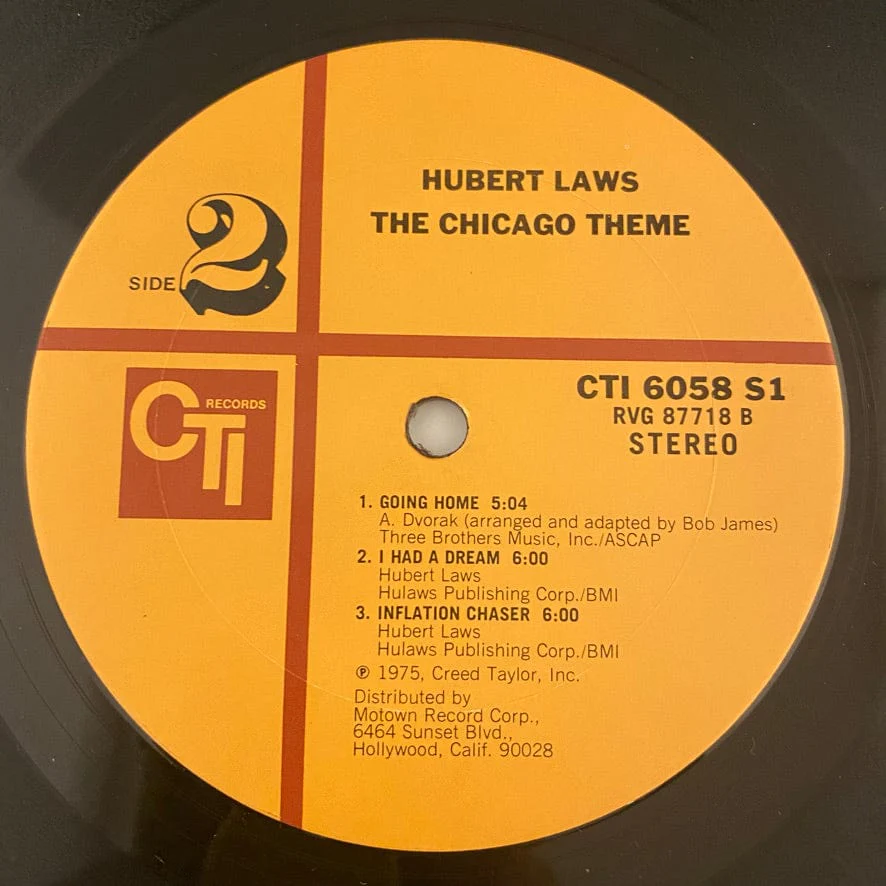 HUBERT LAWS
THE CHICAGO THEME
SIDE 2
CTI RECORDS
CTI 6058 S1
RVG 87718 B
STEREO
1. GOING HOME 5:04
A. Dvorak (arranged and adapted by Bob James)
Three Brothers Music, Inc./ASCAP
2. I HAD A DREAM 6:00
Hubert Laws
Hulaws Publishing Corp./BMI
3. INFLATION CHASER 6:00
Hubert Laws
Hulaws Publishing Corp./BMI
℗ 1975, Creed Taylor, Inc.
Distributed by
Motown Record Corp.,
6464 Sunset Blvd.,
Hollywood, Calif. 90028